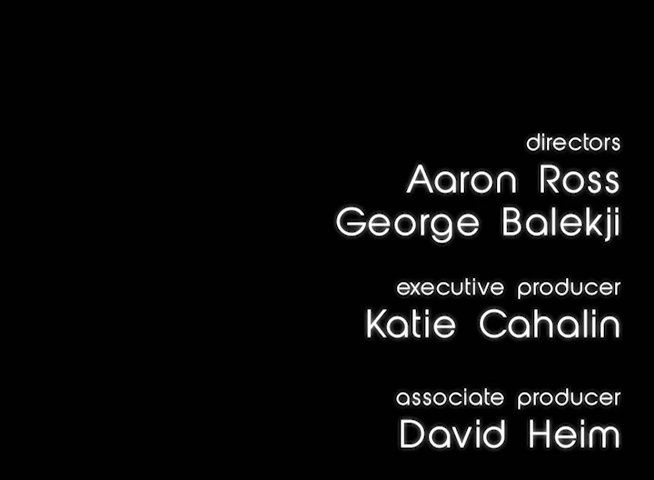 directors
Aaron Ross
George Balekji
executive producer
Katie Cahalin
associate producer
David Heim